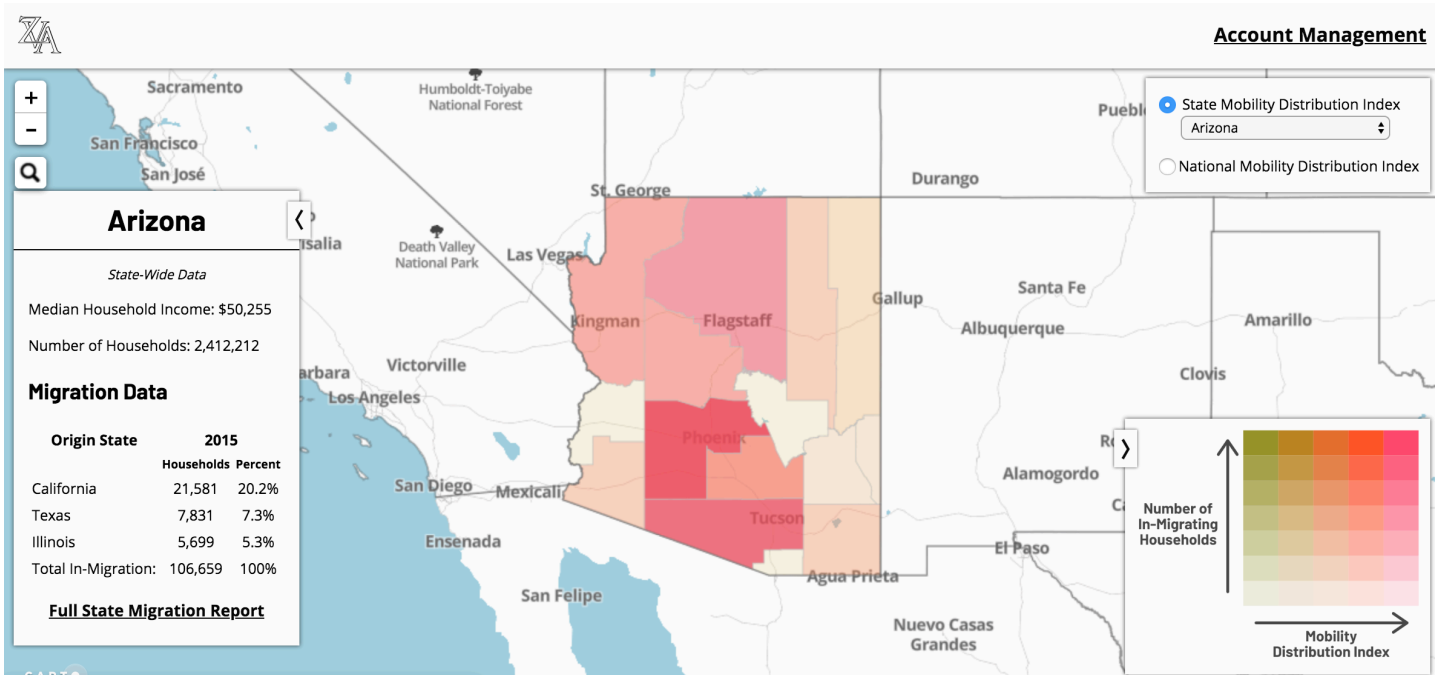 Account Management
+
−
Sacramento
Humboldt-Toiyabe
National Forest
San Francisco
San José
State Mobility Distribution Index
Arizona
National Mobility Distribution Index
St. George
Durango
Arizona
State-Wide Data
Median Household Income: $50,255
Number of Households: 2,412,212
Migration Data
Origin State 2015
Households Percent
California 21,581 20.2%
Texas 7,831 7.3%
Illinois 5,699 5.3%
Total In-Migration: 106,659 100%
Full State Migration Report
Death Valley
National Park
Las Vegas
Gallup
Santa Fe
Kingman
Flagstaff
Albuquerque
Amarillo
Victorville
Clovis
Los Angeles
Phoenix
San Diego
Mexicali
Alamogordo
Tucson
Ensenada
El Paso
Agua Prieta
San Felipe
Nuevo Casas
Grandes
Number of
In-Migrating
Households
Mobility
Distribution Index